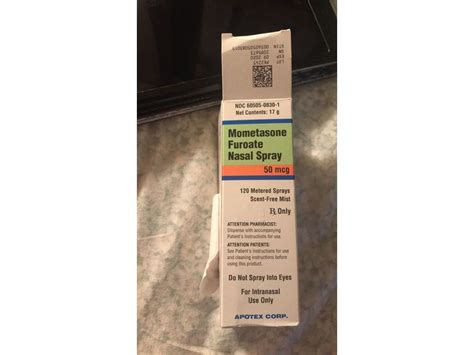 NDC 60505-0830-1
Net Contents: 17 g
Mometasone
Furoate
Nasal Spray
50 mcg
120 Metered Sprays
Scent-Free Mist
Rx Only
ATTENTION PHARMACIST:
Dispense with accompanying
Patient's Instructions for use
ATTENTION PATIENTS:
See Patient's Instructions for use
and cleaning instructions before
using this product.
Do Not Spray Into Eyes
For Intranasal
Use Only
APOTEX CORP.